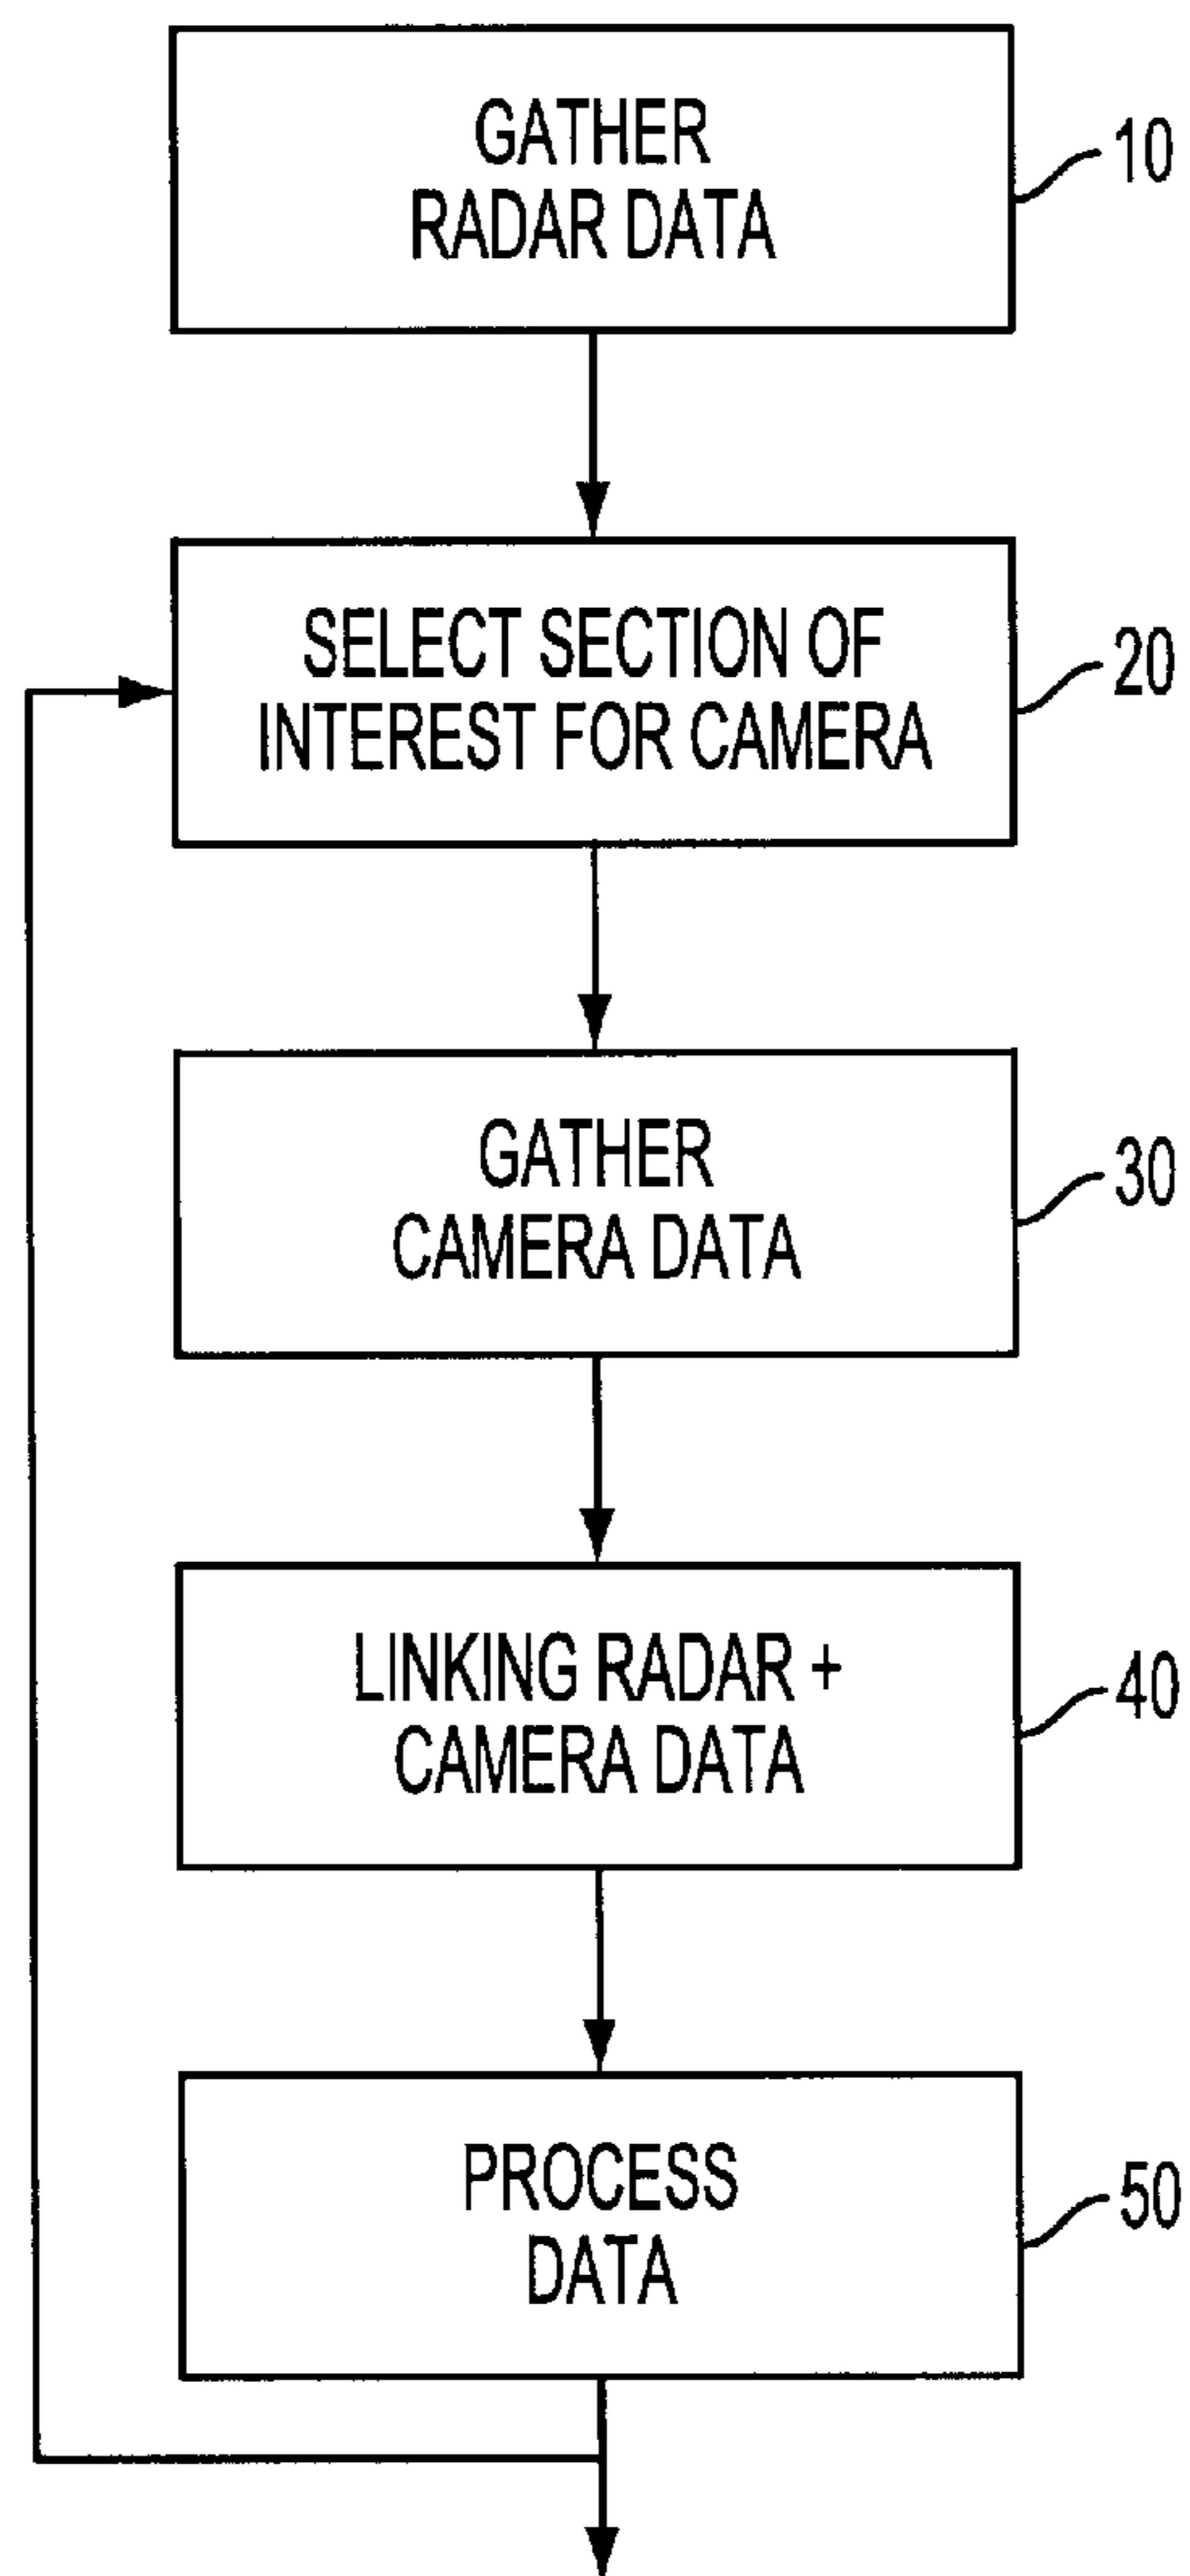 GATHER
RADAR DATA
10
SELECT SECTION OF
INTEREST FOR CAMERA
20
GATHER
CAMERA DATA
30
LINKING RADAR +
CAMERA DATA
40
PROCESS
DATA
50